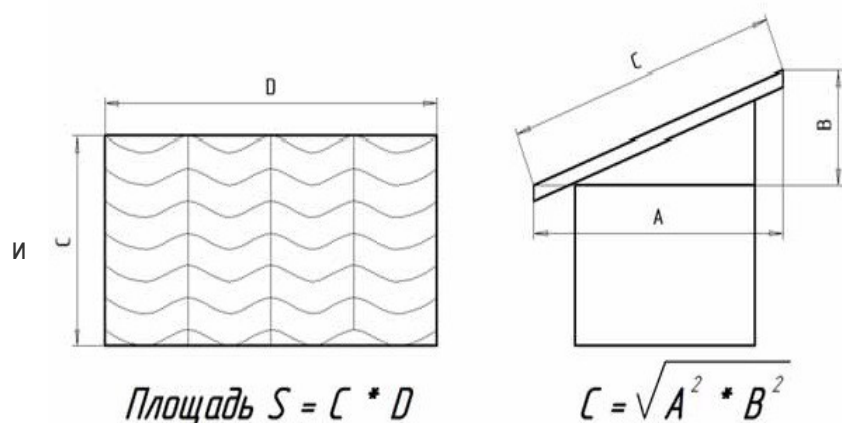 D
C
и
C
B
A
Площадь S = C * D
C = √A² * B²